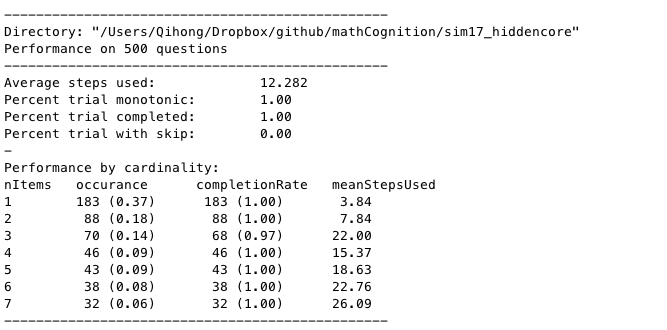 ------------------------------------------------
Directory: "/Users/Qihong/Dropbox/github/mathCognition/sim17_hiddencore"
Performance on 500 questions
------------------------------------------------
Average steps used: 12.282
Percent trial monotonic: 1.00
Percent trial completed: 1.00
Percent trial with skip: 0.00
-
Performance by cardinality:
nItems occurance completionRate meanStepsUsed
1 183 (0.37) 183 (1.00) 3.84
2 88 (0.18) 88 (1.00) 7.84
3 70 (0.14) 68 (0.97) 22.00
4 46 (0.09) 46 (1.00) 15.37
5 43 (0.09) 43 (1.00) 18.63
6 38 (0.08) 38 (1.00) 22.76
7 32 (0.06) 32 (1.00) 26.09
------------------------------------------------